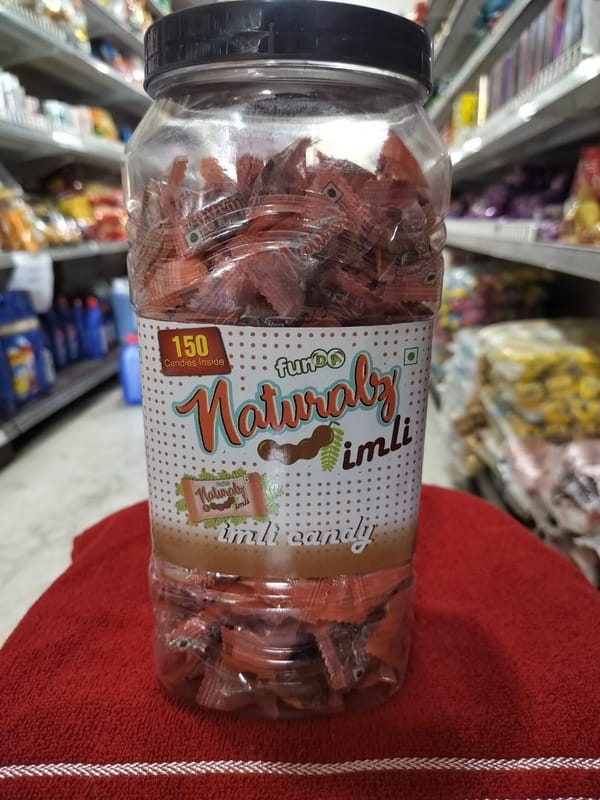 150
Candies Inside
funDO
Naturalz
imli
Naturalz
imli
imli candy